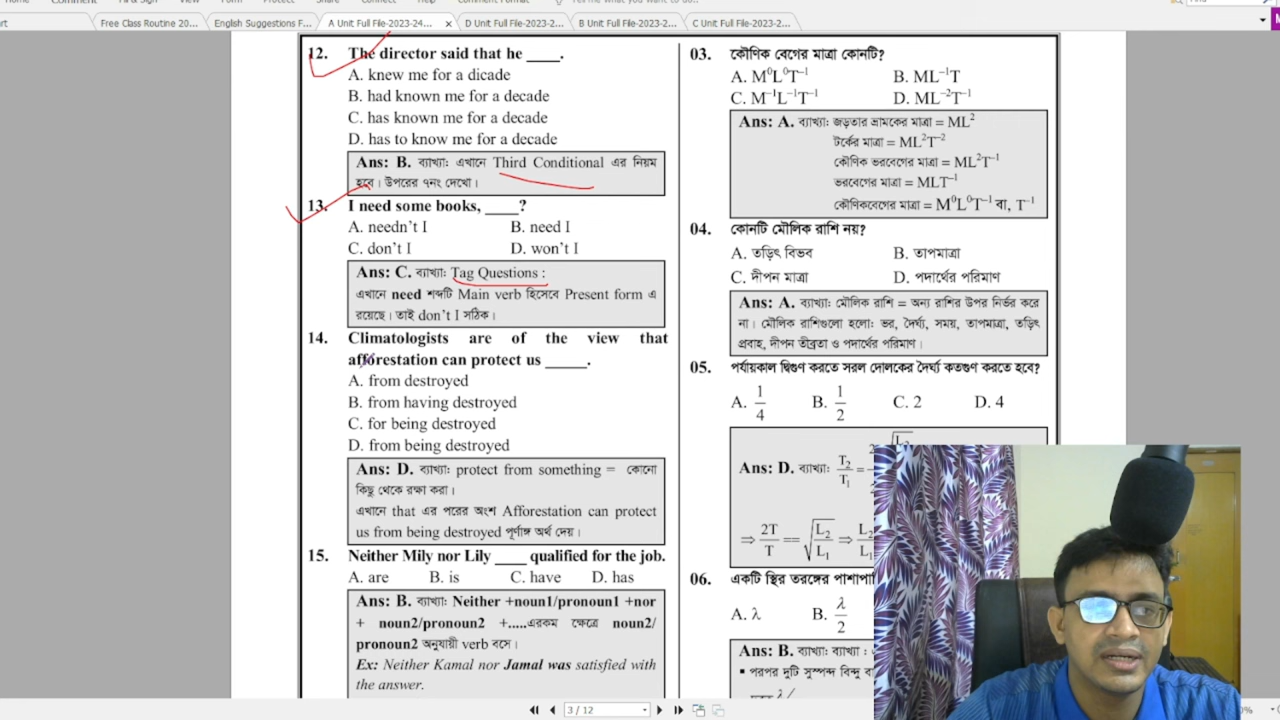 Free Class Routine 20...
English Suggestions F...
A Unit Full File-2023-24...
D Unit Full File-2023-2...
B Unit Full File-2023-2...
C Unit Full File-2023-2...
12. The director said that he ____.
A. knew me for a dicade
B. had known me for a decade
C. has known me for a decade
D. has to know me for a decade
Ans: B. ব্যাখ্যা: এখানে Third Conditional এর নিয়ম
হবে। উপরের ৭নং দেখো।
13. I need some books, ____?
A. needn't I B. need I
C. don't I D. won't I
Ans: C. ব্যাখ্যা: Tag Questions :
এখানে need শব্দটি Main verb হিসেবে Present form এ
রয়েছে। তাই don't I সঠিক।
14. Climatologists are of the view that
afforestation can protect us _____.
A. from destroyed
B. from having destroyed
C. for being destroyed
D. from being destroyed
Ans: D. ব্যাখ্যা: protect from something = কোনো
কিছু থেকে রক্ষা করা।
এখানে that এর পরের অংশ Afforestation can protect
us from being destroyed পূর্ণাঙ্গ অর্থ দেয়।
15. Neither Mily nor Lily ____ qualified for the job.
A. are B. is C. have D. has
Ans: B. ব্যাখ্যা: Neither +noun1/pronoun1 +nor
+ noun2/pronoun2 +.....এরকম ক্ষেত্রে noun2/
pronoun2 অনুযায়ী verb বসে।
Ex: Neither Kamal nor Jamal was satisfied with
the answer.
03. কৌণিক বেগের মাত্রা কোনটি?
A. M⁰L⁰T⁻¹ B. ML⁻¹T
C. M⁻¹L⁻¹T⁻¹ D. ML⁻²T⁻¹
Ans: A. ব্যাখ্যা: জড়তার ভ্রামকের মাত্রা = ML²
টর্কের মাত্রা = ML²T⁻²
কৌণিক ভরবেগের মাত্রা = ML²T⁻¹
ভরবেগের মাত্রা = MLT⁻¹
কৌণিকবেগের মাত্রা = M⁰L⁰T⁻¹ বা, T⁻¹
04. কোনটি মৌলিক রাশি নয়?
A. তড়িৎ বিভব B. তাপমাত্রা
C. দীপন মাত্রা D. পদার্থের পরিমাণ
Ans: A. ব্যাখ্যা: মৌলিক রাশি = অন্য রাশির উপর নির্ভর করে
না। মৌলিক রাশিগুলো হলো: ভর, দৈর্ঘ্য, সময়, তাপমাত্রা, তড়িৎ
প্রবাহ, দীপন তীব্রতা ও পদার্থের পরিমাণ।
05. পর্যায়কাল দ্বিগুণ করতে সরল দোলকের দৈর্ঘ্য কতগুণ করতে হবে?
A. 1/4 B. 1/2 C. 2 D. 4
Ans: D. ব্যাখ্যা: T₂/T₁ =
⇒ 2T/T == √L₂/L₁ ⇒ L₂
06. একটি স্থির তরঙ্গের পাশাপা
A. λ B. λ/2
Ans: B. ব্যাখ্যা: ব্যাখ্যা :
▪ পরপর দুটি সুস্পন্দ বিন্দু বা
3 / 12